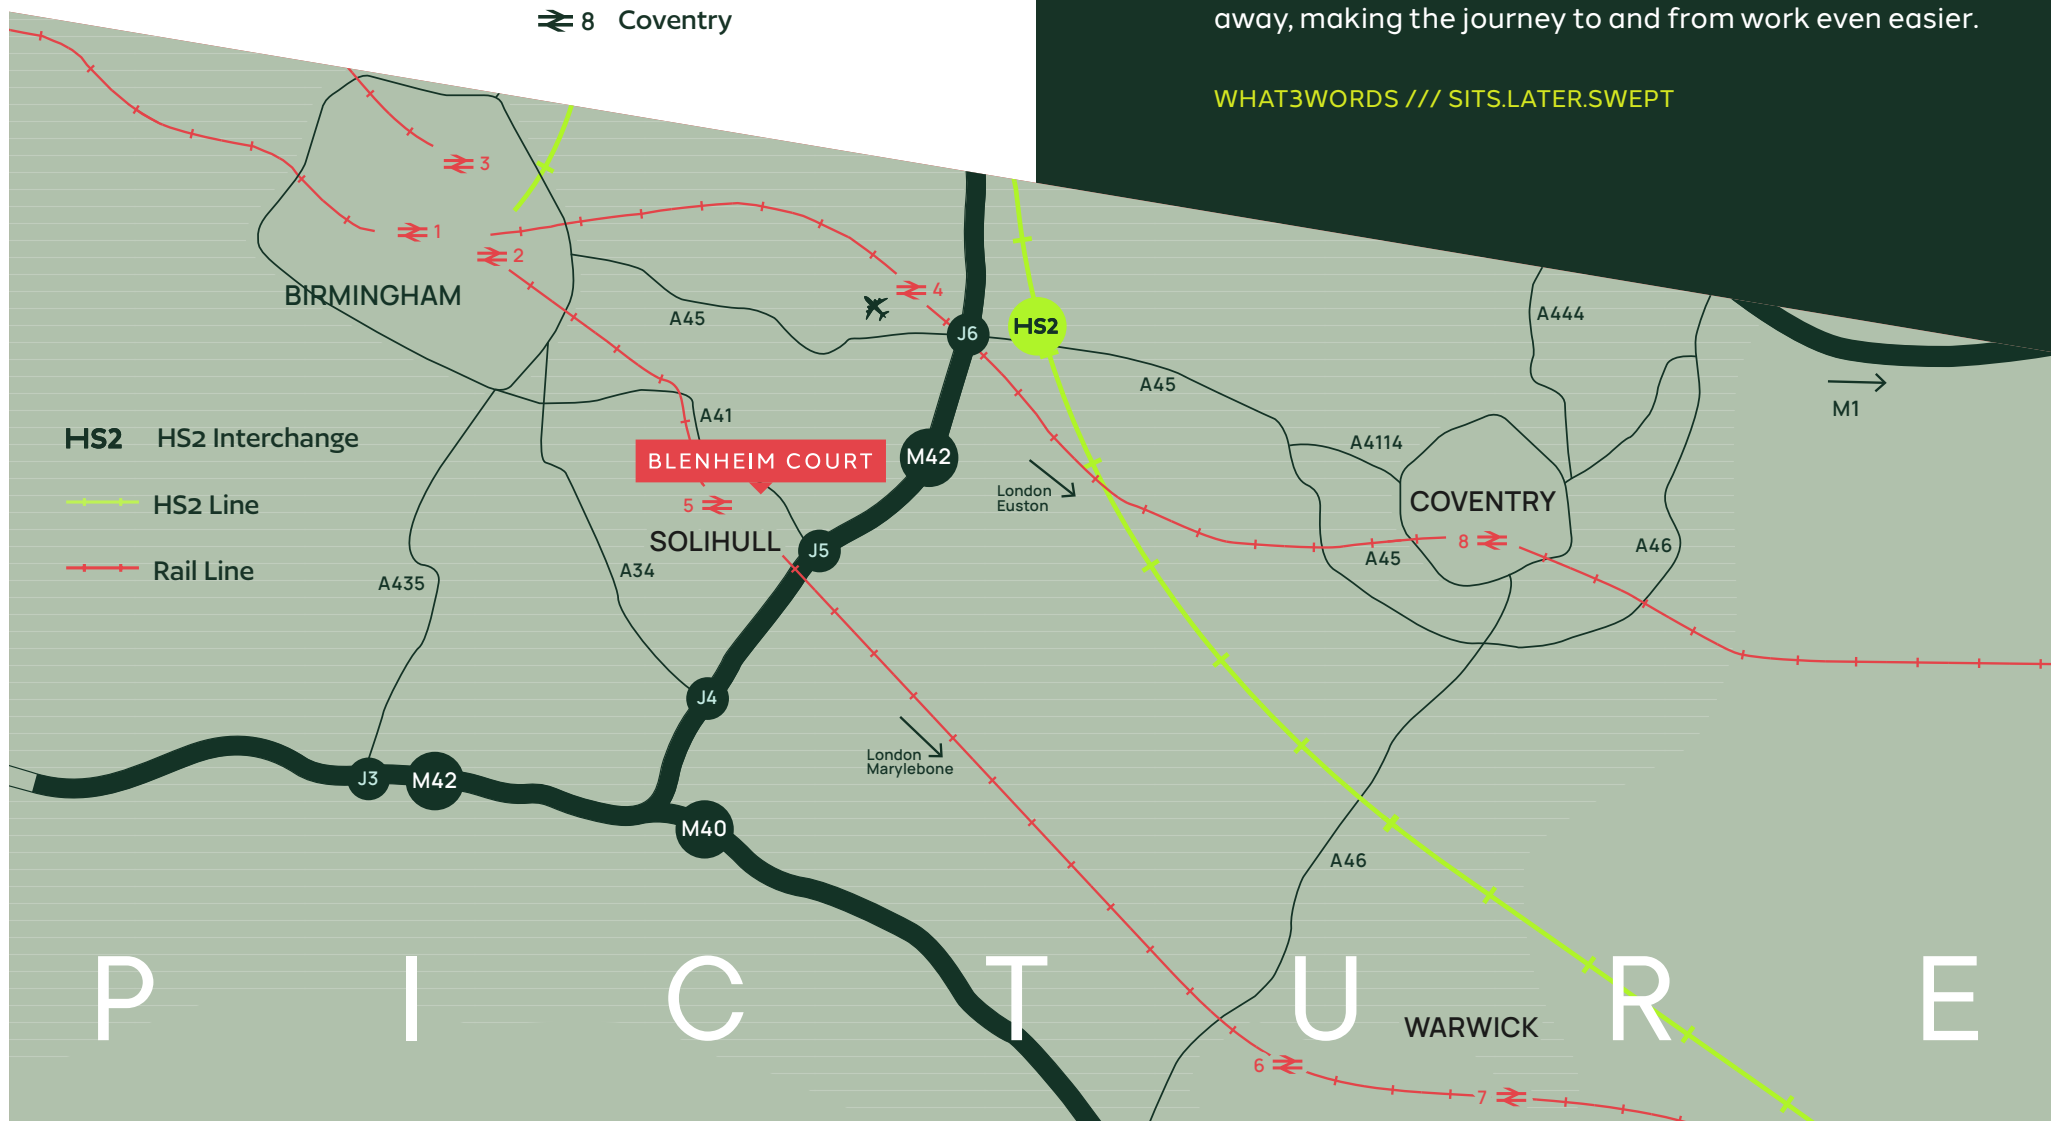 8 Coventry
away, making the journey to and from work even easier.
WHAT3WORDS /// SITS.LATER.SWEPT
3
1
2
BIRMINGHAM
A45
4
J6
HS2
A444
A45
M1
A41
HS2 HS2 Interchange
BLENHEIM COURT
M42
A4114
London
Euston
COVENTRY
HS2 Line
5
SOLIHULL
J5
8
A45
A46
Rail Line
A435
A34
J4
London
Marylebone
J3
M42
M40
A46
PICTURE
WARWICK
6
7